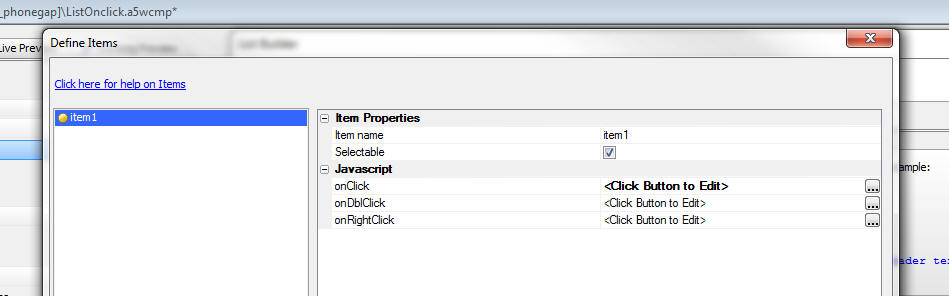 _phonegap]\ListOnclick.a5wcmp*
Live Prev
Define Items
Click here for help on Items
item1
Item Properties
Item name item1
Selectable
Javascript
onClick <Click Button to Edit> ...
onDblClick <Click Button to Edit> ...
onRightClick <Click Button to Edit> ...
ample:
ader te